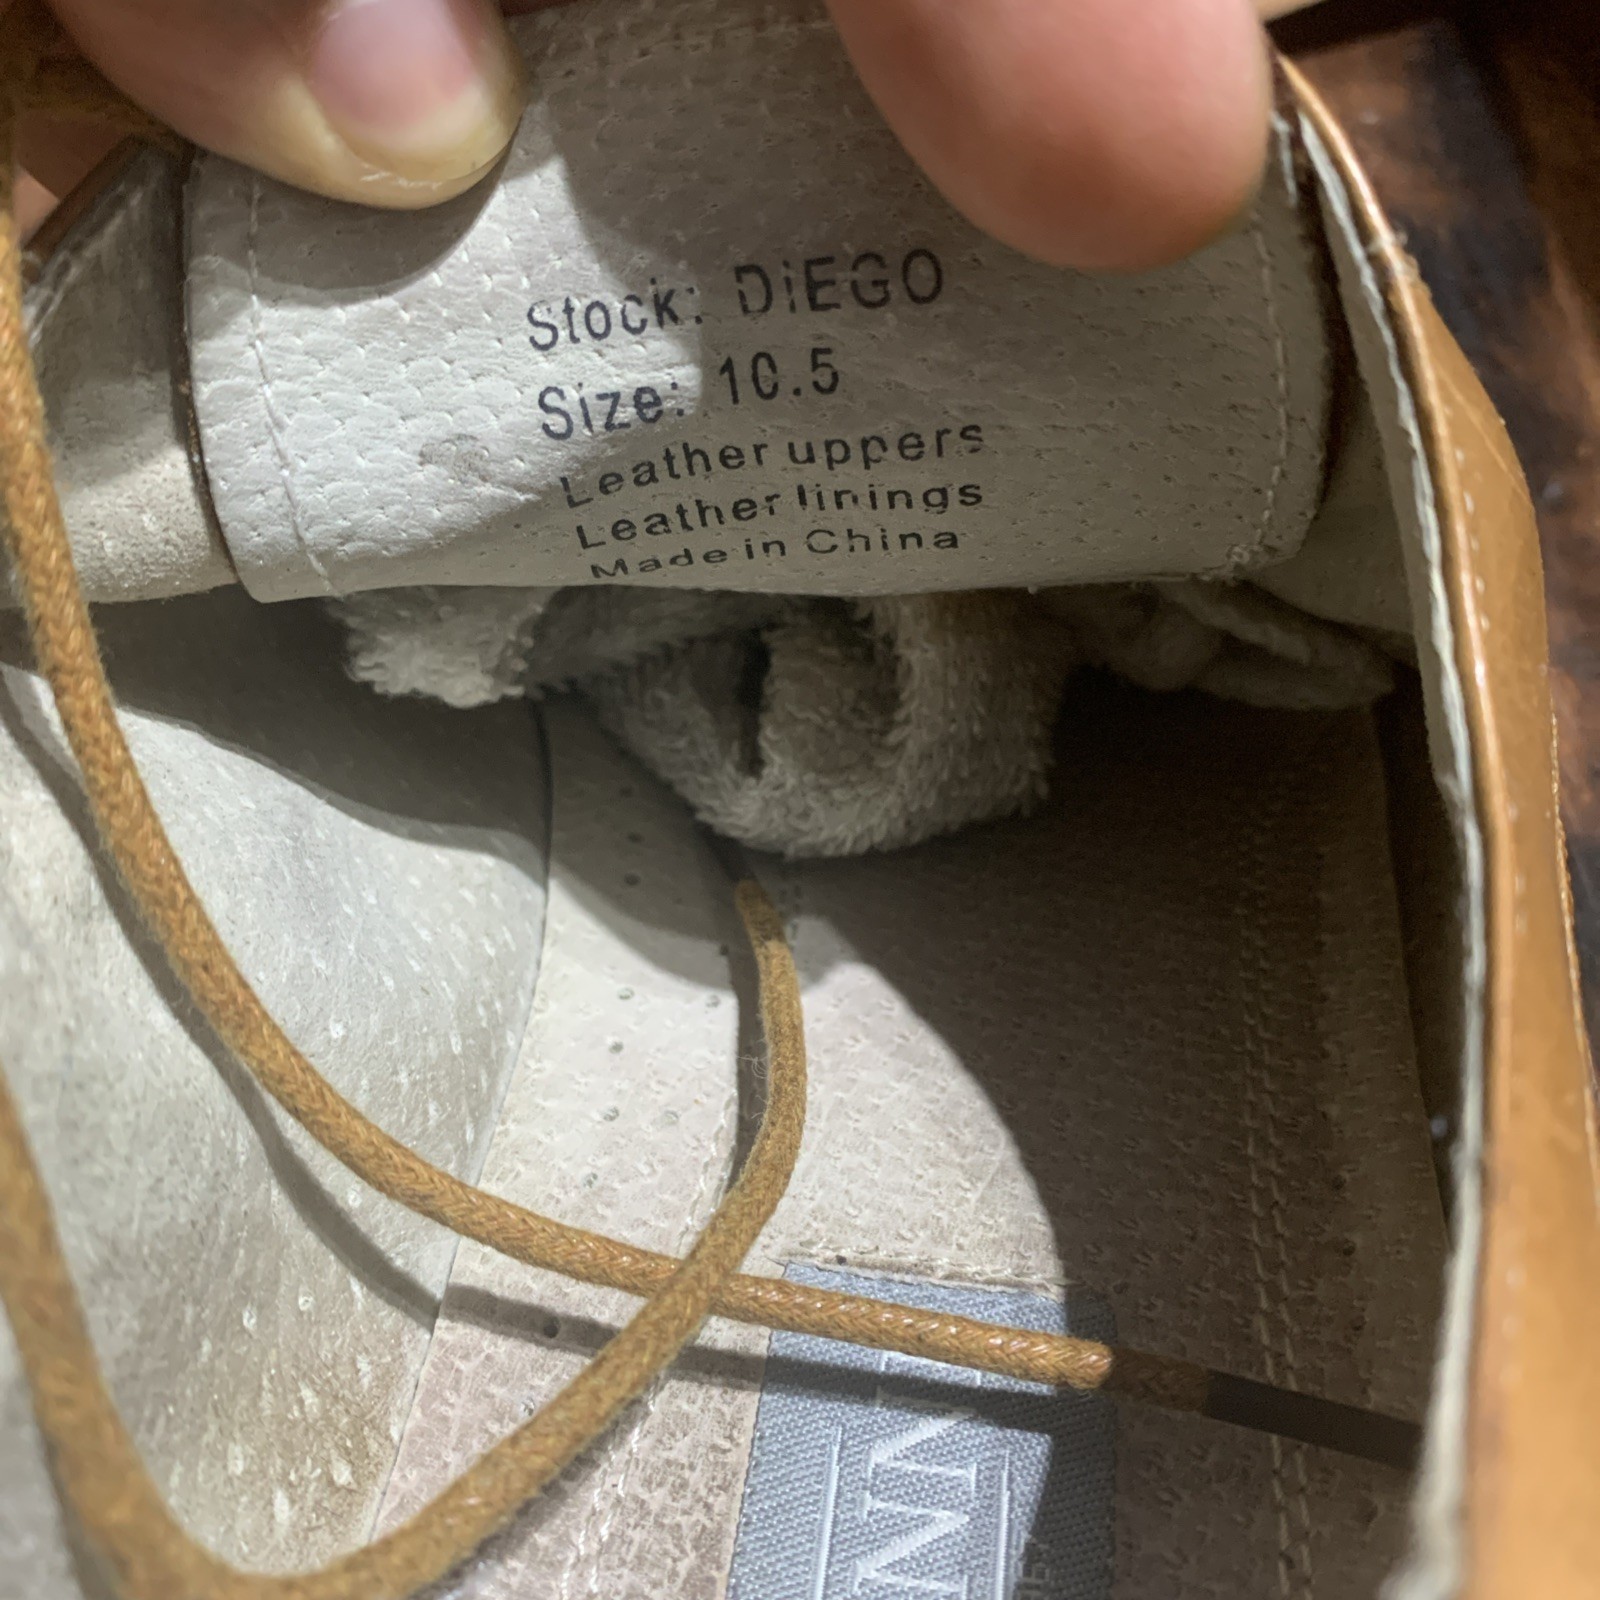 Stock: DiEGO
Size: 10.5
Leather uppers
Leather linings
Made in China